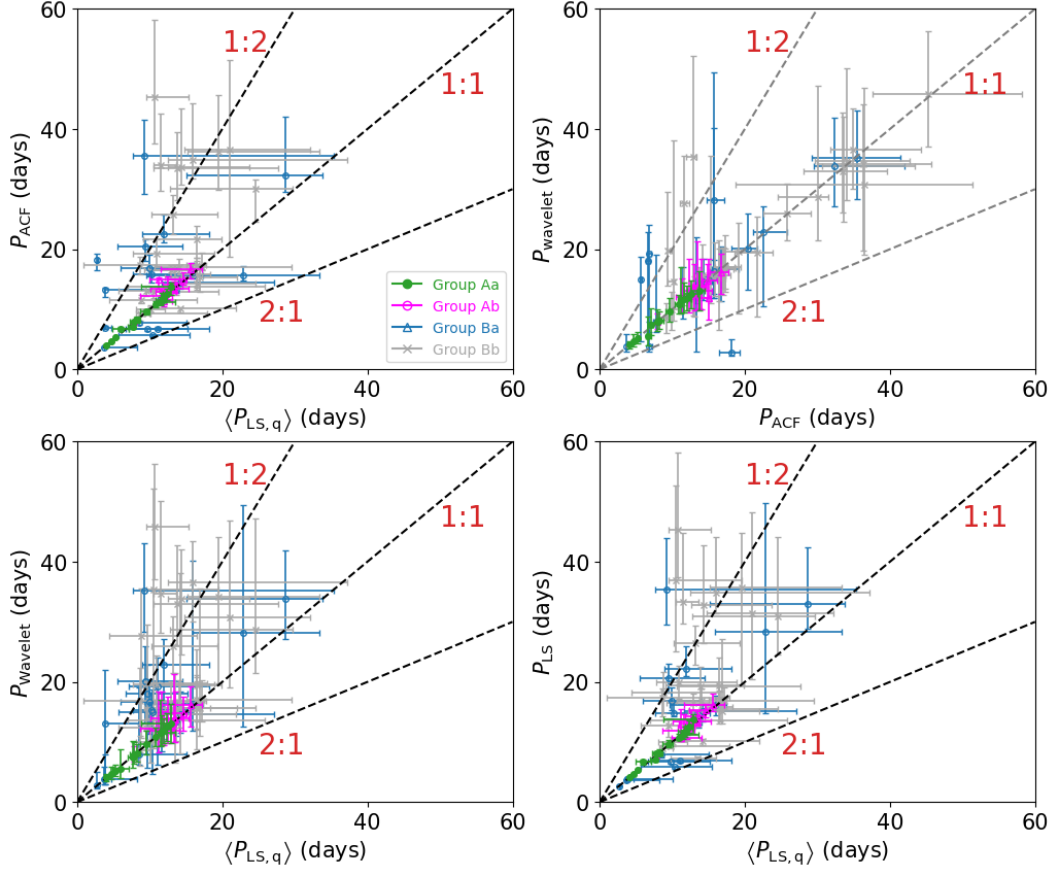 60
40
20
0
P_ACF (days)
1:2
1:1
2:1
Group Aa
Group Ab
Group Ba
Group Bb
0 20 40 60
⟨P_LS,q⟩ (days)
60
40
20
0
P_wavelet (days)
1:2
1:1
2:1
0 20 40 60
P_ACF (days)
60
40
20
0
P_Wavelet (days)
1:2
1:1
2:1
0 20 40 60
⟨P_LS,q⟩ (days)
60
40
20
0
P_LS (days)
1:2
1:1
2:1
0 20 40 60
⟨P_LS,q⟩ (days)